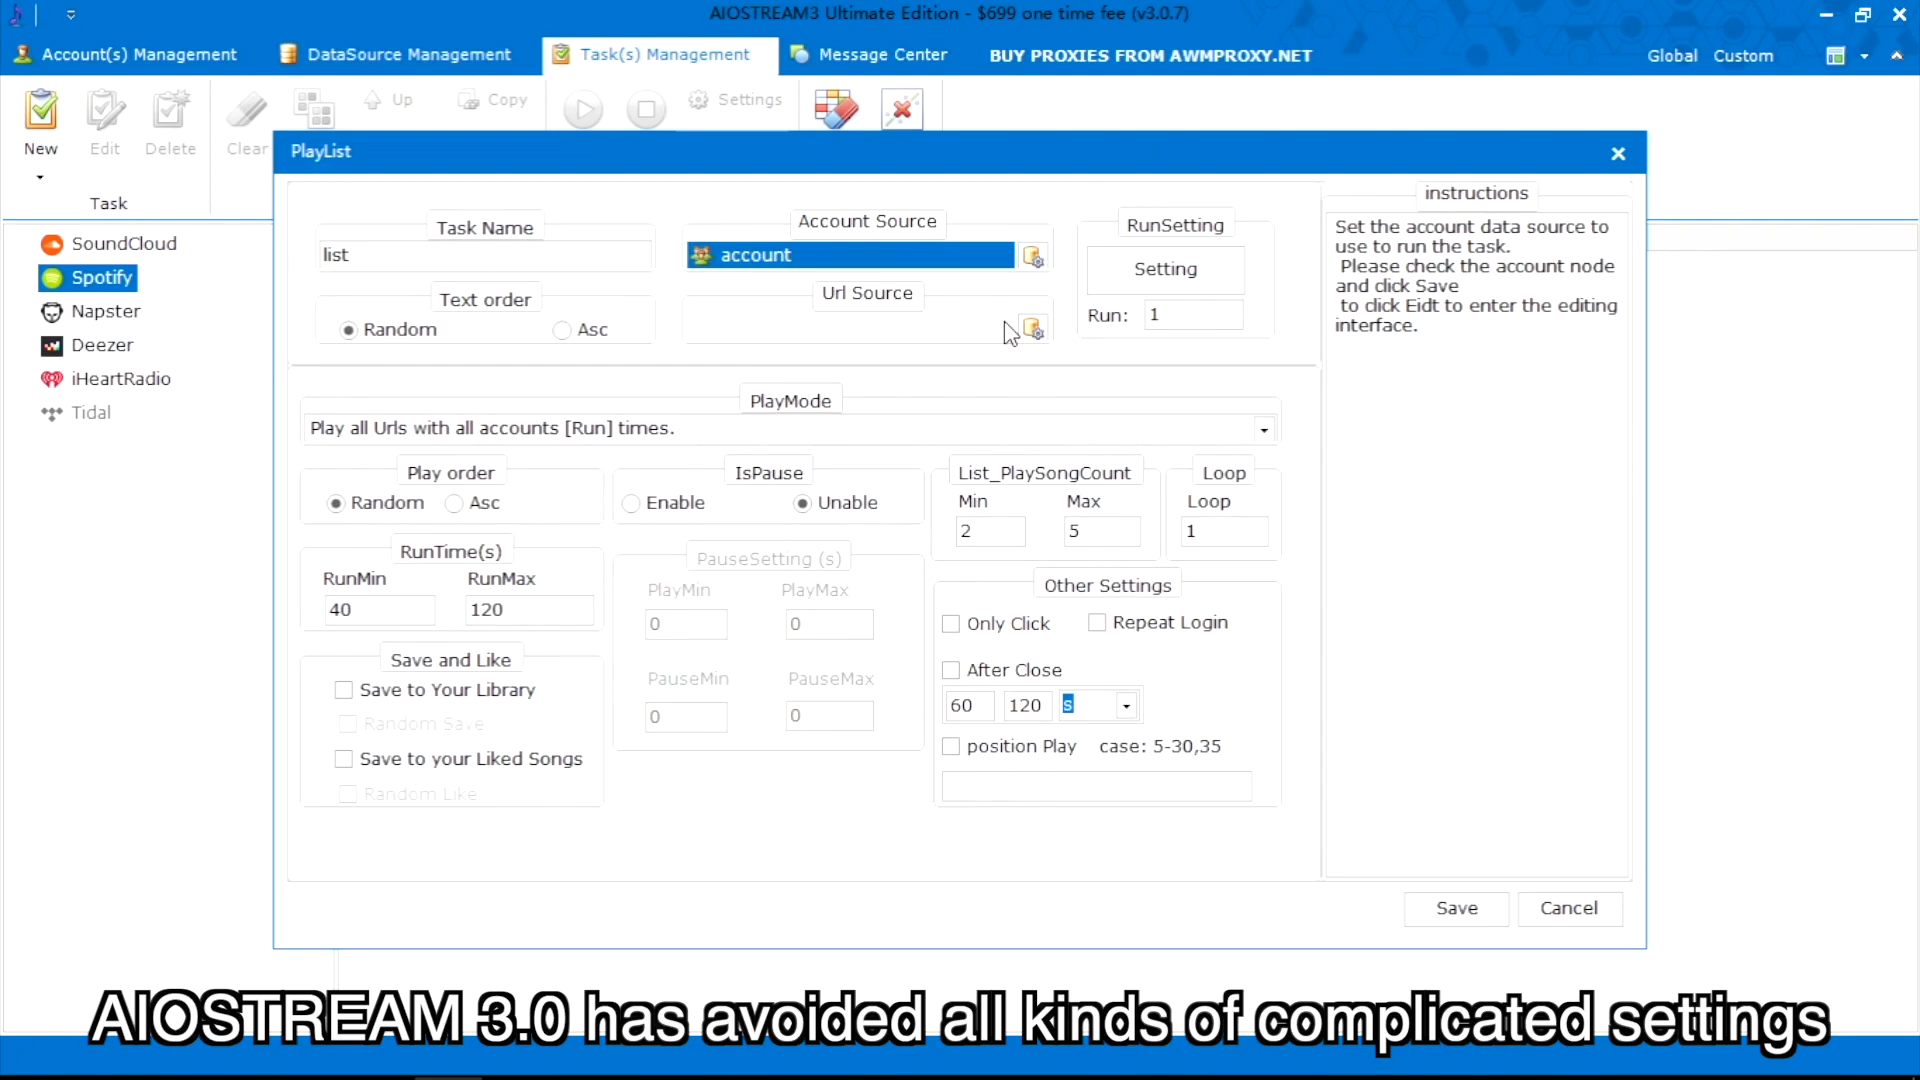 AIOSTREAM3 Ultimate Edition - $699 one time fee (v3.0.7)
Account(s) Management
DataSource Management
Task(s) Management
Message Center
BUY PROXIES FROM AWMPROXY.NET
Global
Custom
New
Edit
Delete
Clear
Up
Copy
Settings
Task
SoundCloud
Spotify
Napster
Deezer
iHeartRadio
Tidal
PlayList
Task Name
list
Text order
Random
Asc
Account Source
account
Url Source
RunSetting
Setting
Run:
1
PlayMode
Play all Urls with all accounts [Run] times.
Play order
Random
Asc
IsPause
Enable
Unable
List_PlaySongCount
Min
Max
2
5
Loop
Loop
1
RunTime(s)
RunMin
RunMax
40
120
PauseSetting (s)
PlayMin
PlayMax
0
0
PauseMin
PauseMax
0
0
Save and Like
Save to Your Library
Random Save
Save to your Liked Songs
Random Like
Other Settings
Only Click
Repeat Login
After Close
60
120
s
position Play
case: 5-30,35
instructions
Set the account data source to
use to run the task.
Please check the account node
and click Save
to click Eidt to enter the editing
interface.
Save
Cancel
AIOSTREAM 3.0 has avoided all kinds of complicated settings